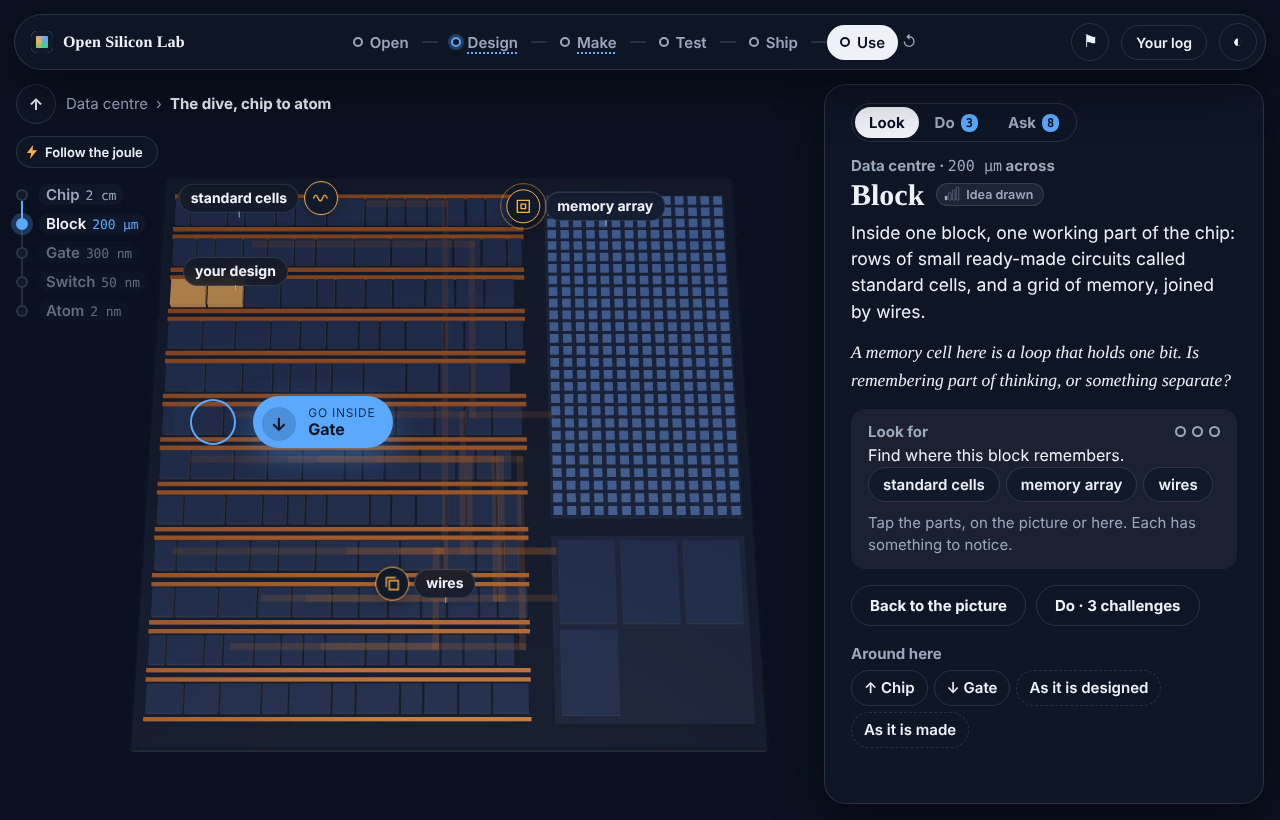 Open Silicon Lab
Open
Design
Make
Test
Ship
Use
Your log
Data centre › The dive, chip to atom
Follow the joule
Chip 2 cm
Block 200 μm
Gate 300 nm
Switch 50 nm
Atom 2 nm
standard cells
memory array
your design
GO INSIDE
Gate
wires
Look
Do 3
Ask 8
Data centre · 200 μm across
Block
Idea drawn
Inside one block, one working part of the chip:
rows of small ready-made circuits called
standard cells, and a grid of memory, joined
by wires.
A memory cell here is a loop that holds one bit. Is
remembering part of thinking, or something separate?
Look for
Find where this block remembers.
standard cells
memory array
wires
Tap the parts, on the picture or here. Each has
something to notice.
Back to the picture
Do · 3 challenges
Around here
↑ Chip
↓ Gate
As it is designed
As it is made